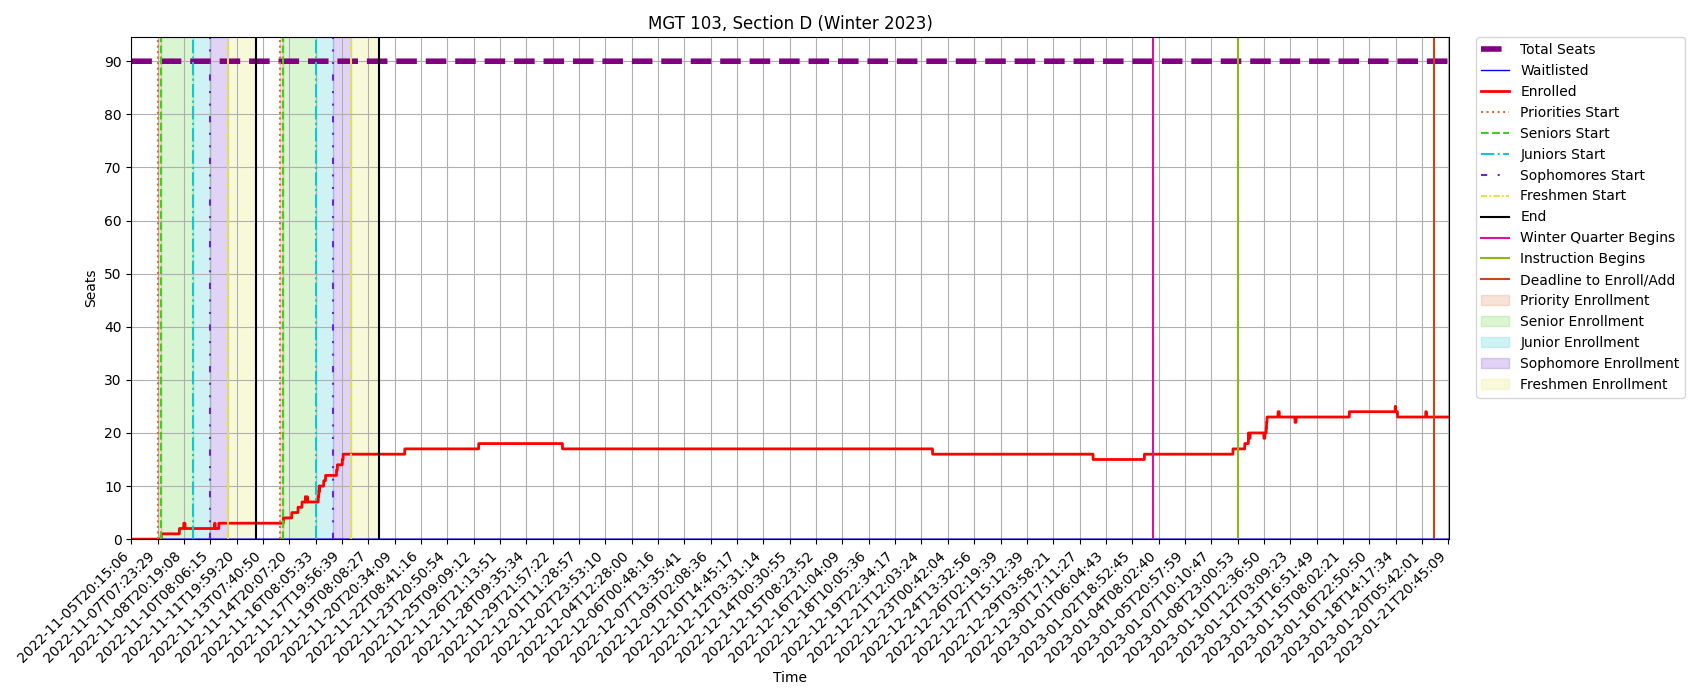 MGT 103, Section D (Winter 2023)
Seats
90
80
70
60
50
40
30
20
10
0
2022-11-05T20:15:06
2022-11-07T07:23:29
2022-11-08T20:19:08
2022-11-10T08:06:15
2022-11-11T19:59:20
2022-11-13T07:40:50
2022-11-14T20:07:20
2022-11-16T08:05:33
2022-11-17T19:56:39
2022-11-19T08:08:27
2022-11-20T20:34:09
2022-11-22T08:41:16
2022-11-23T20:50:54
2022-11-25T09:09:12
2022-11-26T21:13:51
2022-11-28T09:35:34
2022-11-29T21:57:22
2022-12-01T11:28:57
2022-12-02T23:53:10
2022-12-04T12:28:00
2022-12-06T00:48:16
2022-12-07T13:35:41
2022-12-09T02:08:36
2022-12-10T14:45:17
2022-12-12T03:31:14
2022-12-14T00:30:55
2022-12-15T08:23:52
2022-12-16T21:04:09
2022-12-18T10:05:36
2022-12-19T22:34:17
2022-12-21T12:03:24
2022-12-23T00:42:04
2022-12-24T13:32:56
2022-12-26T02:19:39
2022-12-27T15:12:39
2022-12-29T03:58:21
2022-12-30T17:11:27
2023-01-01T06:04:43
2023-01-02T18:52:45
2023-01-04T08:02:40
2023-01-05T20:57:59
2023-01-07T10:10:47
2023-01-08T23:00:53
2023-01-10T12:36:50
2023-01-12T03:09:23
2023-01-13T16:51:49
2023-01-15T08:02:21
2023-01-16T22:50:50
2023-01-18T14:17:34
2023-01-20T05:42:01
2023-01-21T20:45:09
Time
Total Seats
Waitlisted
Enrolled
Priorities Start
Seniors Start
Juniors Start
Sophomores Start
Freshmen Start
End
Winter Quarter Begins
Instruction Begins
Deadline to Enroll/Add
Priority Enrollment
Senior Enrollment
Junior Enrollment
Sophomore Enrollment
Freshmen Enrollment